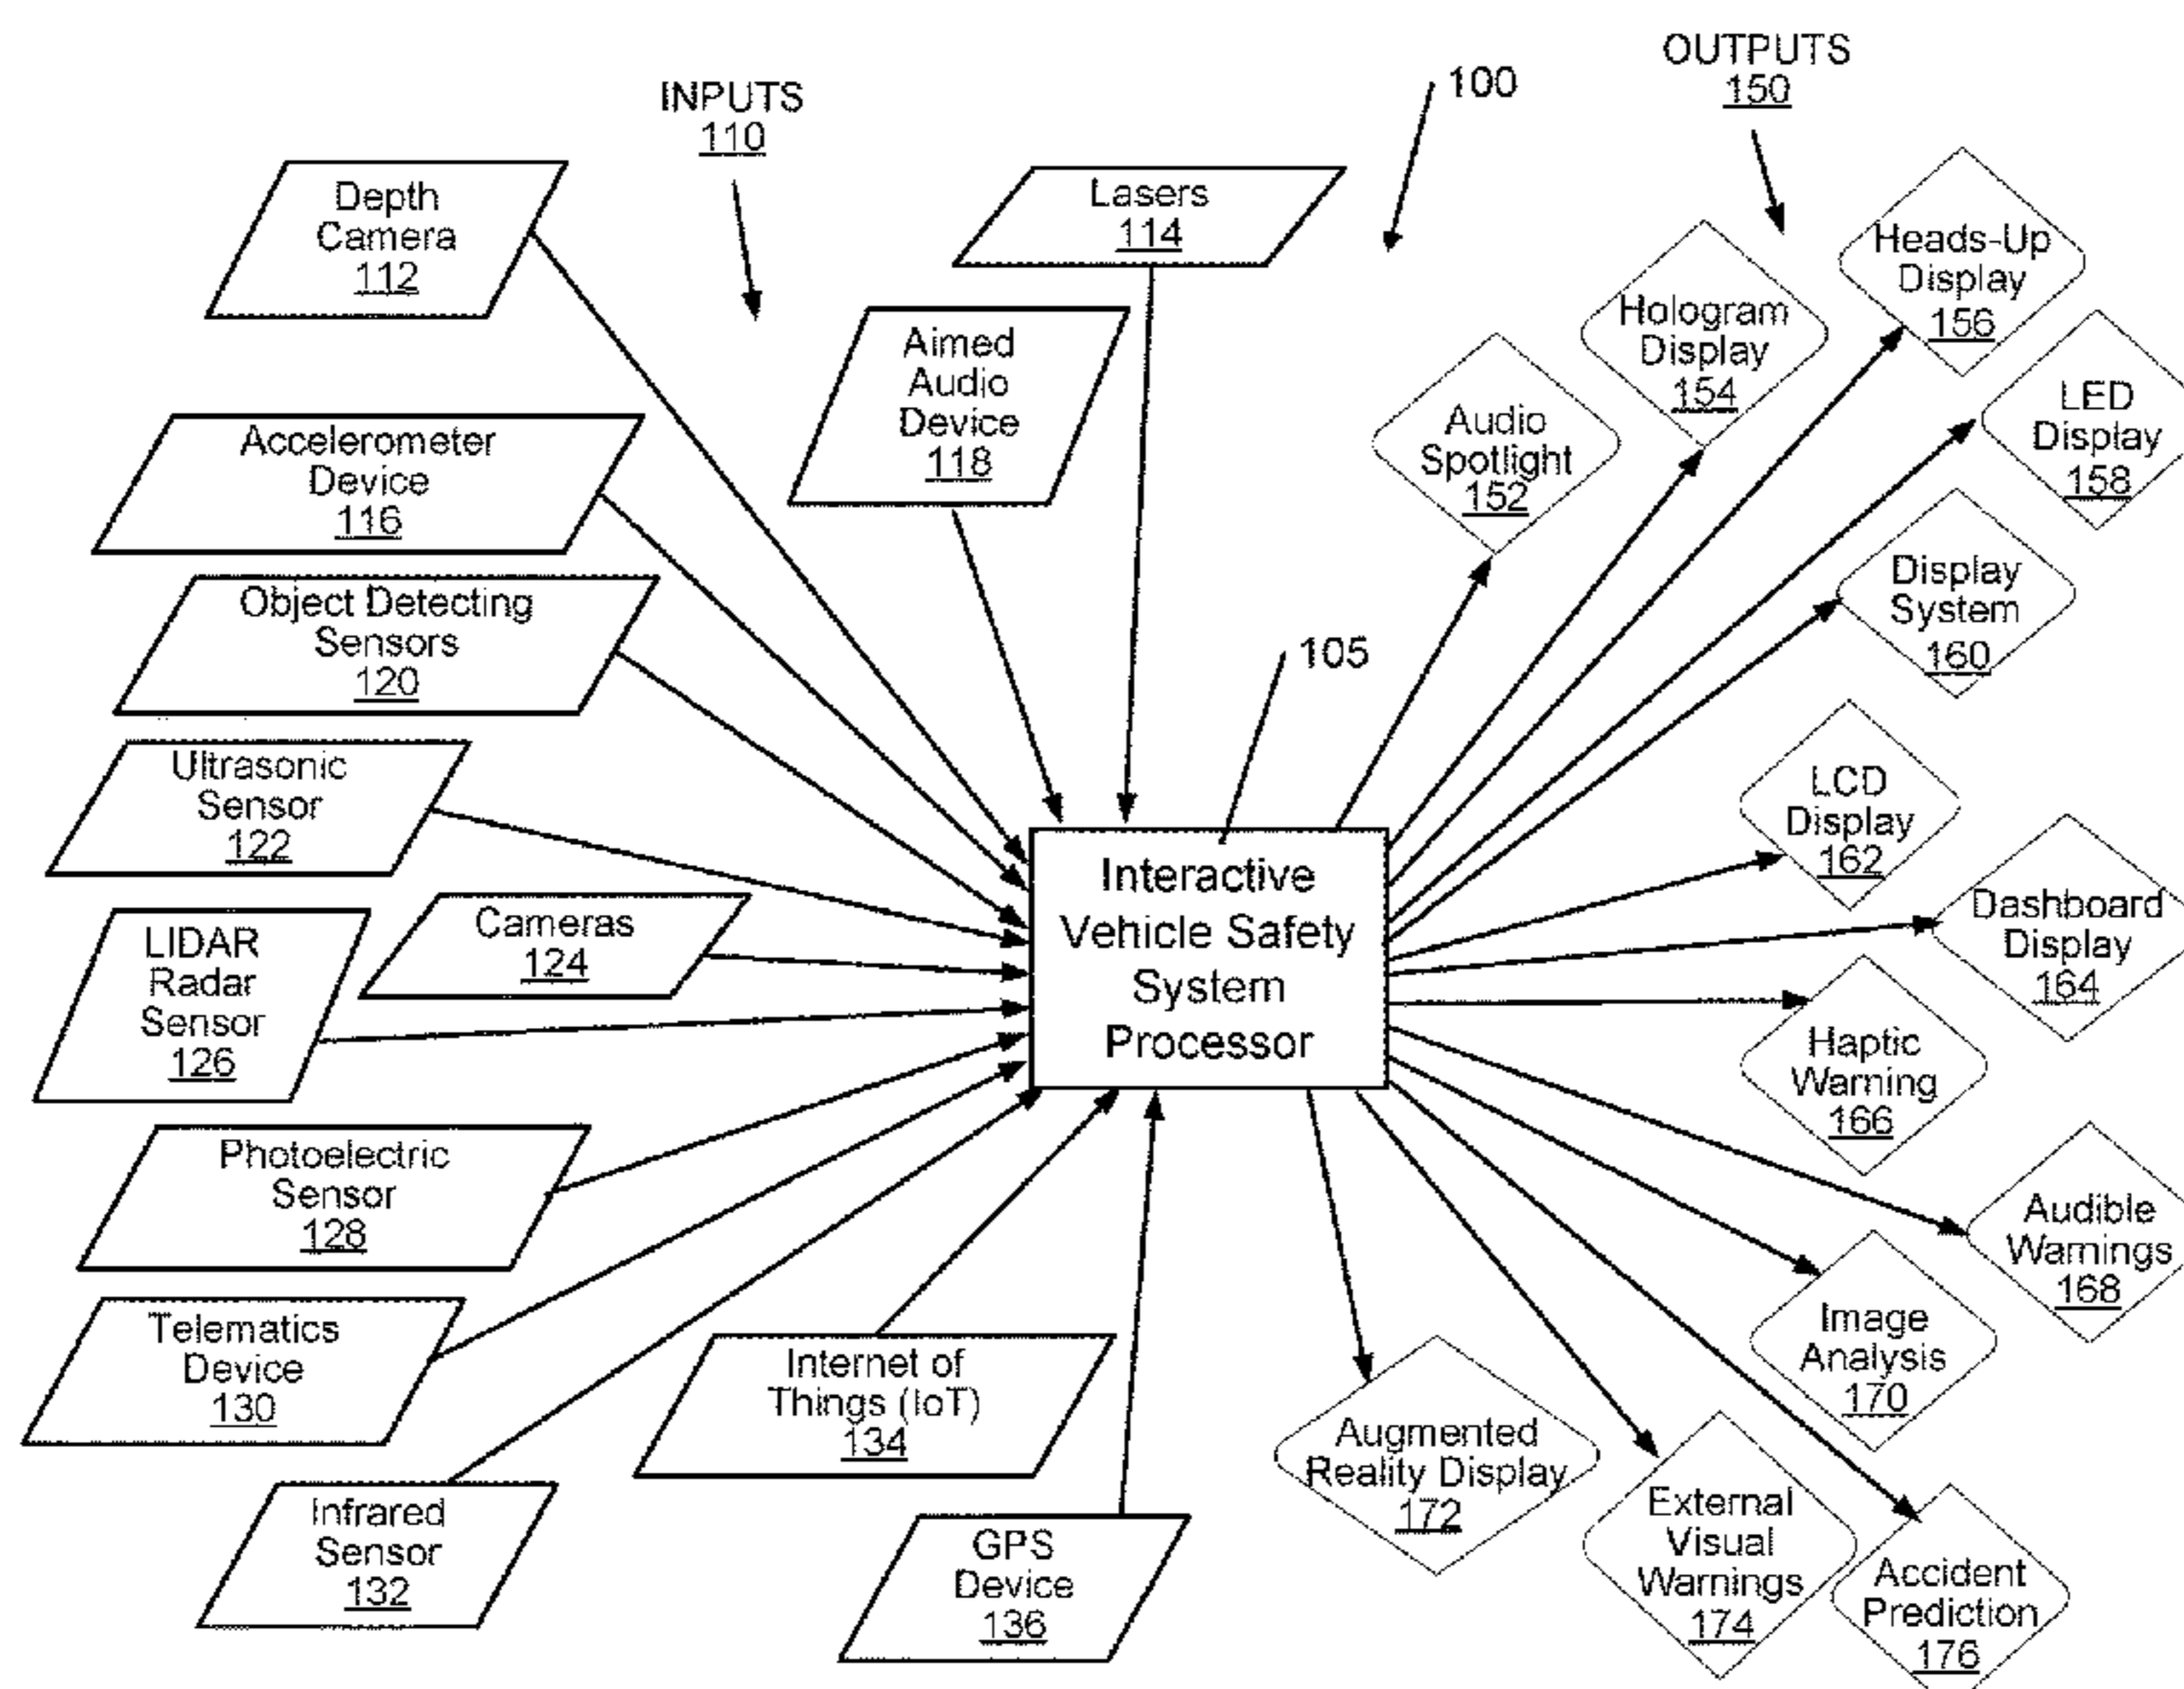 INPUTS
110
100
OUTPUTS
150
Depth
Camera
112
Lasers
114
Aimed
Audio
Device
118
Accelerometer
Device
116
Object Detecting
Sensors
120
Ultrasonic
Sensor
122
Cameras
124
LIDAR
Radar
Sensor
126
Photoelectric
Sensor
128
Telematics
Device
130
Infrared
Sensor
132
Internet of
Things (IoT)
134
GPS
Device
136
105
Interactive
Vehicle Safety
System
Processor
Audio
Spotlight
152
Hologram
Display
154
Heads-Up
Display
156
LED
Display
158
Display
System
160
LCD
Display
162
Dashboard
Display
164
Haptic
Warning
166
Audible
Warnings
168
Image
Analysis
170
Augmented
Reality Display
172
External
Visual
Warnings
174
Accident
Prediction
176